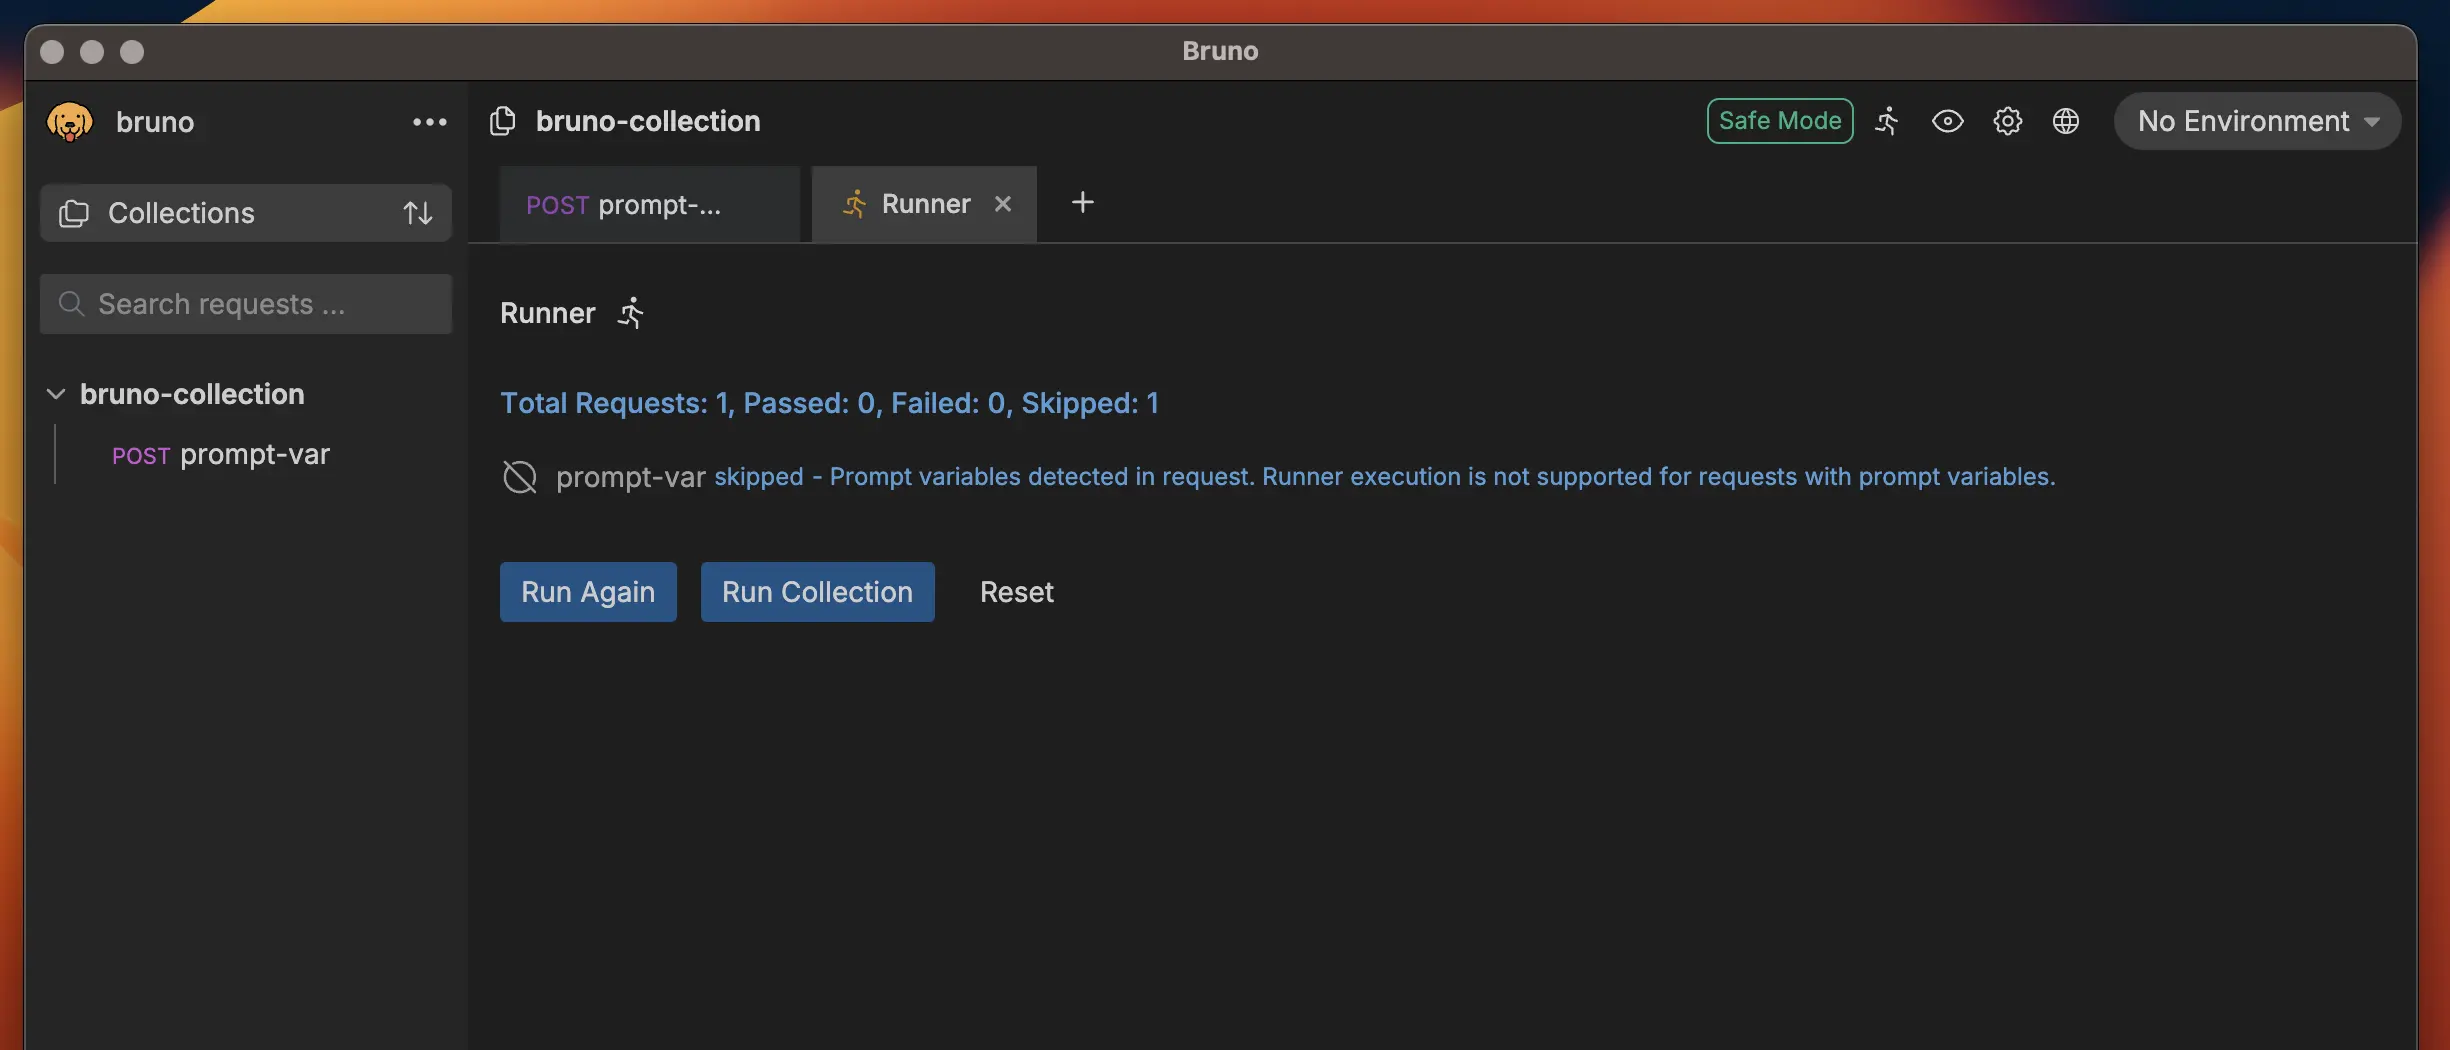 Bruno
bruno
bruno-collection
Safe Mode
No Environment
Collections
POST prompt-...
Runner
Search requests ...
Runner
bruno-collection
Total Requests: 1, Passed: 0, Failed: 0, Skipped: 1
POST prompt-var
prompt-var skipped - Prompt variables detected in request. Runner execution is not supported for requests with prompt variables.
Run Again
Run Collection
Reset